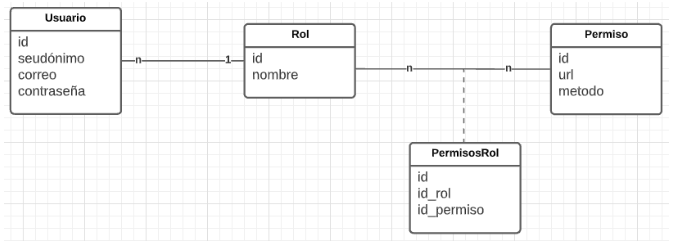 Usuario
id
seudónimo
correo
contraseña
n
1
Rol
id
nombre
n
n
Permiso
id
url
metodo
PermisosRol
id
id_rol
id_permiso